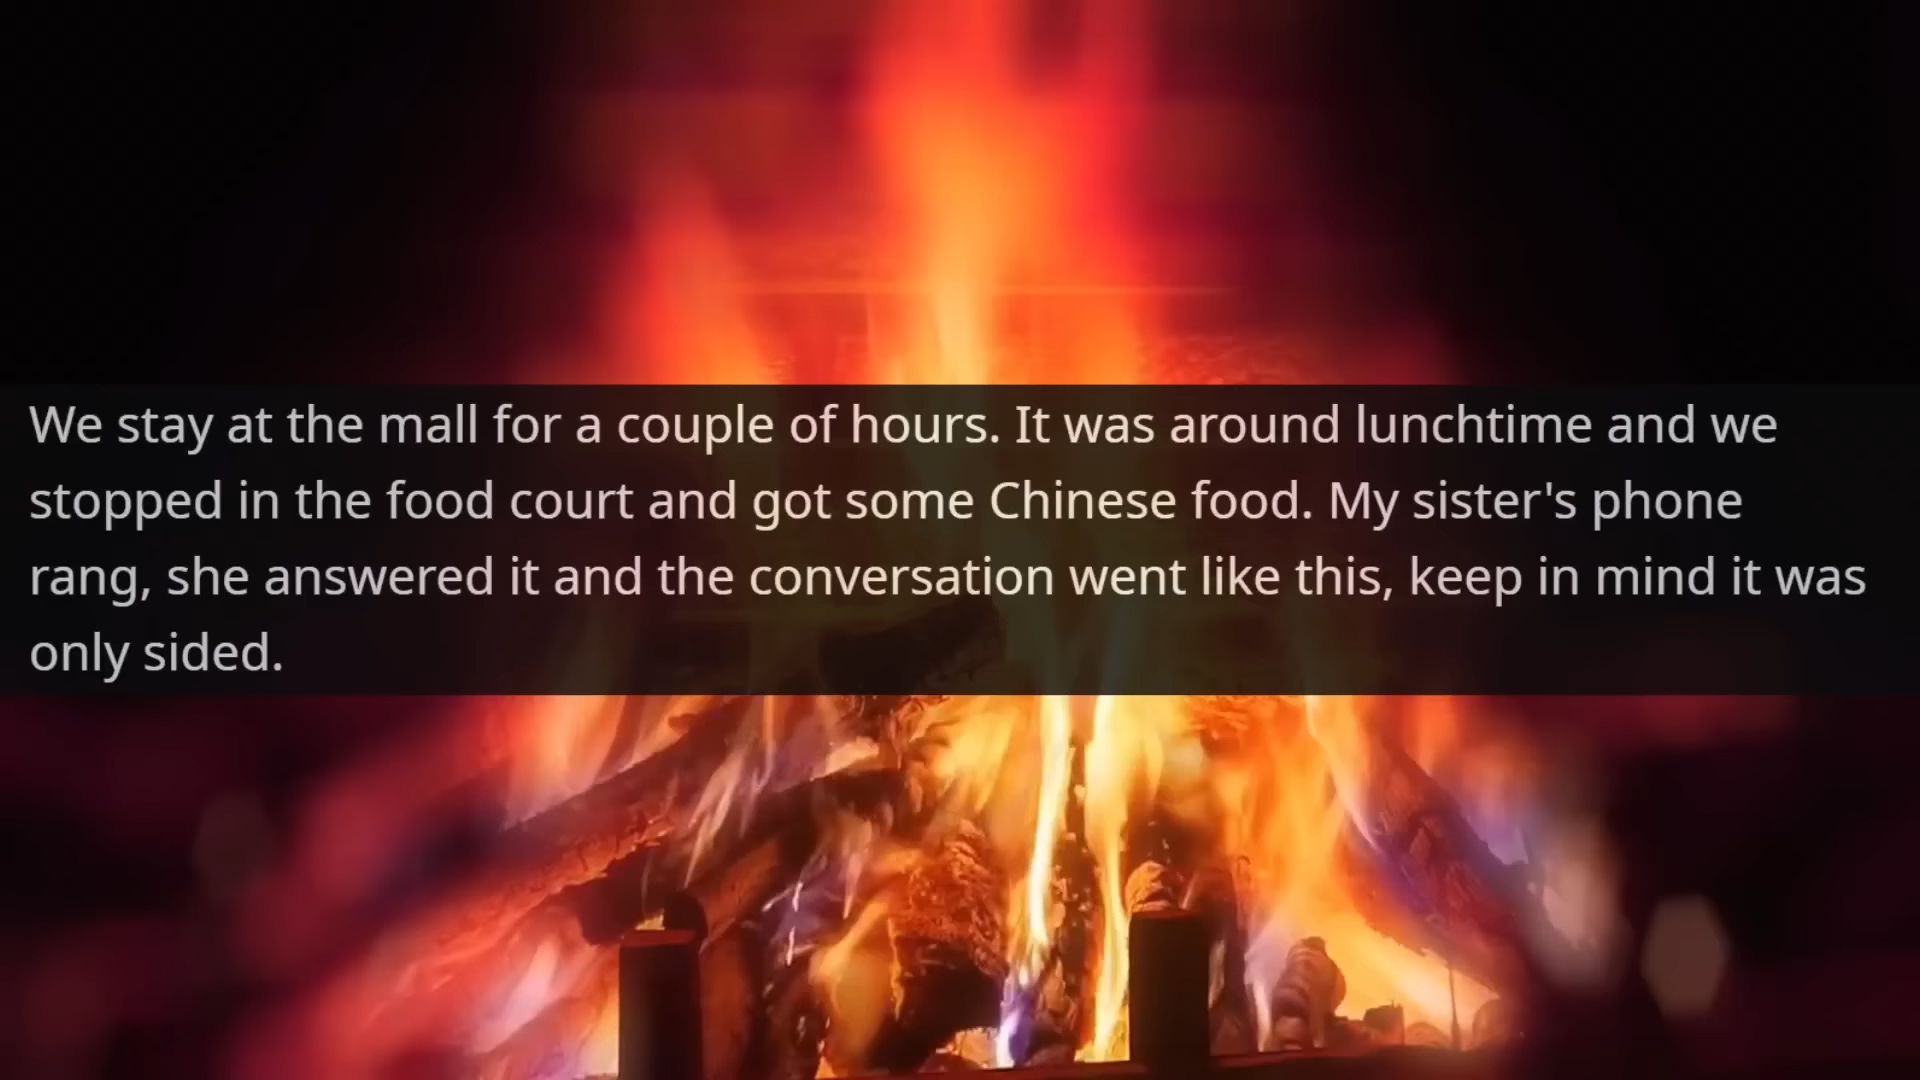 We stay at the mall for a couple of hours. It was around lunchtime and we
stopped in the food court and got some Chinese food. My sister's phone
rang, she answered it and the conversation went like this, keep in mind it was
only sided.